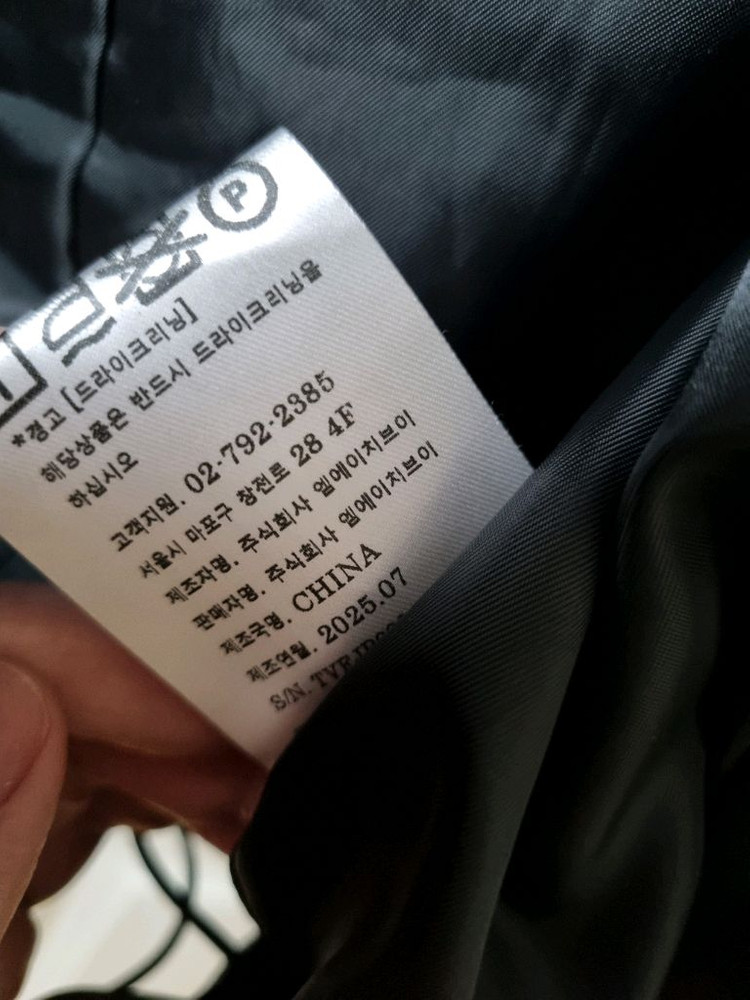 P
*경고 [드라이크리닝]
해당상품은 반드시 드라이크리닝을
하십시오
고객지원. 02-792-2385
서울시 마포구 창전로 28 4F
제조자명. 주식회사 엠에이치브이
판매자명. 주식회사 엠에이치브이
제조국명. CHINA
제조연월. 2025.07
S/N.